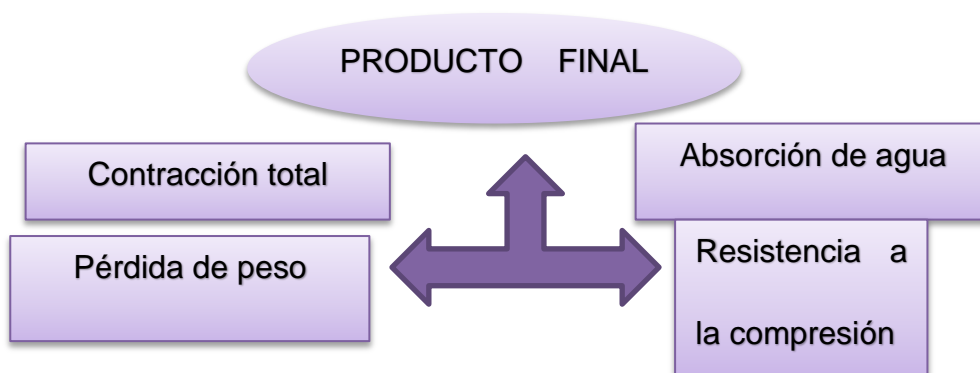 PRODUCTO FINAL
Contracción total
Pérdida de peso
Absorción de agua
Resistencia a
la compresión